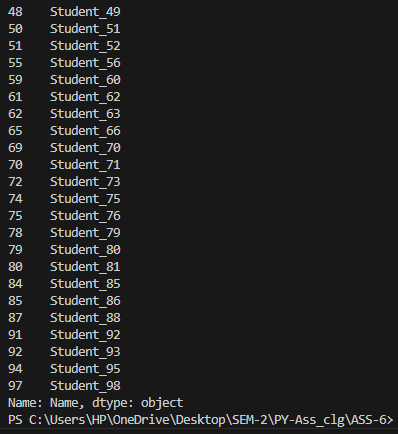 48    Student_49
50    Student_51
51    Student_52
55    Student_56
59    Student_60
61    Student_62
62    Student_63
65    Student_66
69    Student_70
70    Student_71
72    Student_73
74    Student_75
75    Student_76
78    Student_79
79    Student_80
80    Student_81
84    Student_85
85    Student_86
87    Student_88
91    Student_92
92    Student_93
94    Student_95
97    Student_98
Name: Name, dtype: object
PS C:\Users\HP\OneDrive\Desktop\SEM-2\PY-Ass_clg\ASS-6>